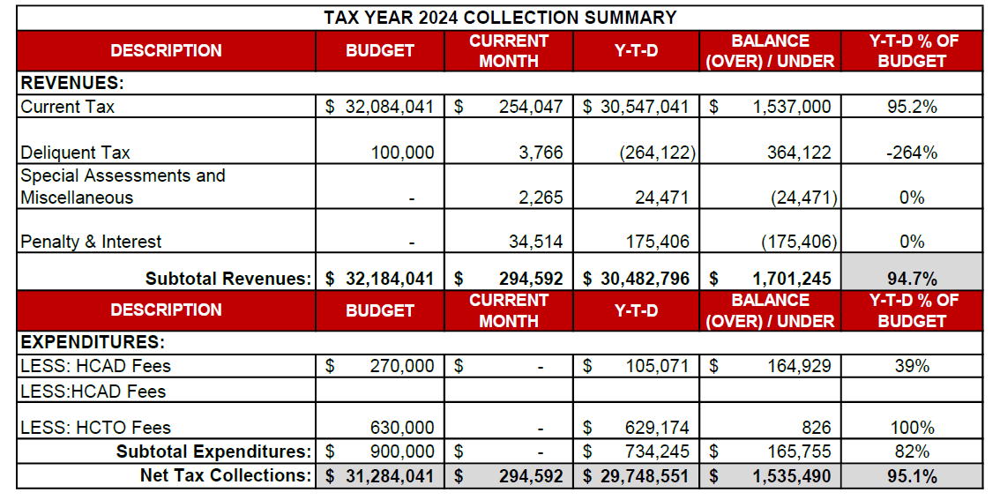 TAX YEAR 2024 COLLECTION SUMMARY
DESCRIPTION BUDGET CURRENT MONTH Y-T-D BALANCE (OVER) / UNDER Y-T-D % OF BUDGET
REVENUES:
Current Tax $ 32,084,041 $ 254,047 $ 30,547,041 $ 1,537,000 95.2%
Deliquent Tax 100,000 3,766 (264,122) 364,122 -264%
Special Assessments and
Miscellaneous - 2,265 24,471 (24,471) 0%
Penalty & Interest - 34,514 175,406 (175,406) 0%
Subtotal Revenues: $ 32,184,041 $ 294,592 $ 30,482,796 $ 1,701,245 94.7%
DESCRIPTION BUDGET CURRENT MONTH Y-T-D BALANCE (OVER) / UNDER Y-T-D % OF BUDGET
EXPENDITURES:
LESS: HCAD Fees $ 270,000 $ - $ 105,071 $ 164,929 39%
LESS:HCAD Fees
LESS: HCTO Fees 630,000 - $ 629,174 826 100%
Subtotal Expenditures: $ 900,000 $ - $ 734,245 $ 165,755 82%
Net Tax Collections: $ 31,284,041 $ 294,592 $ 29,748,551 $ 1,535,490 95.1%